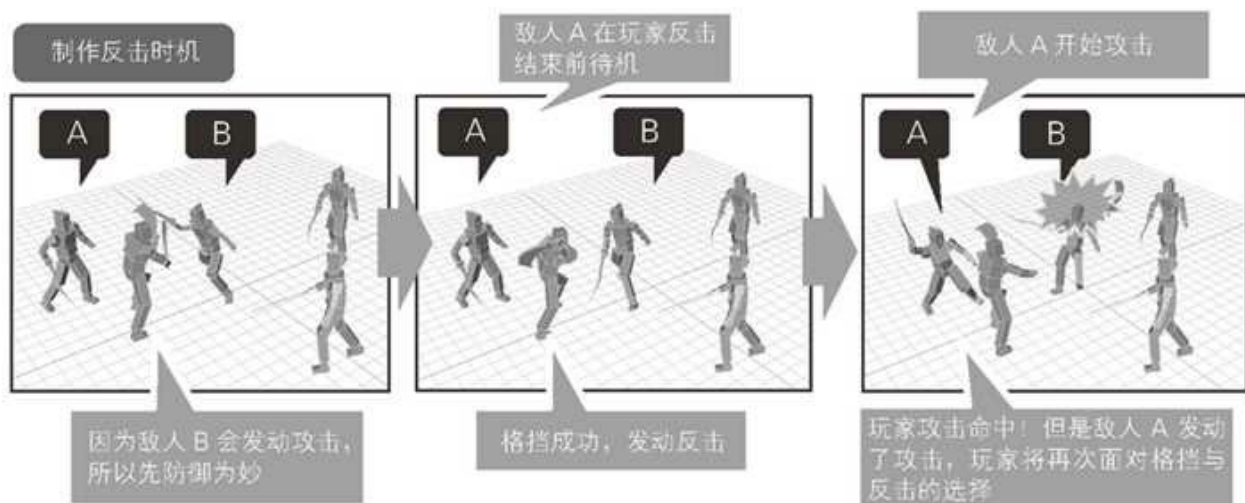 制作反击时机
敌人 A 在玩家反击
结束前待机
敌人 A 开始攻击
A
B
A
B
A
B
因为敌人 B 会发动攻击，
所以先防御为妙
格挡成功，发动反击
玩家攻击命中！但是敌人 A 发动
了攻击，玩家将再次面对格挡与
反击的选择